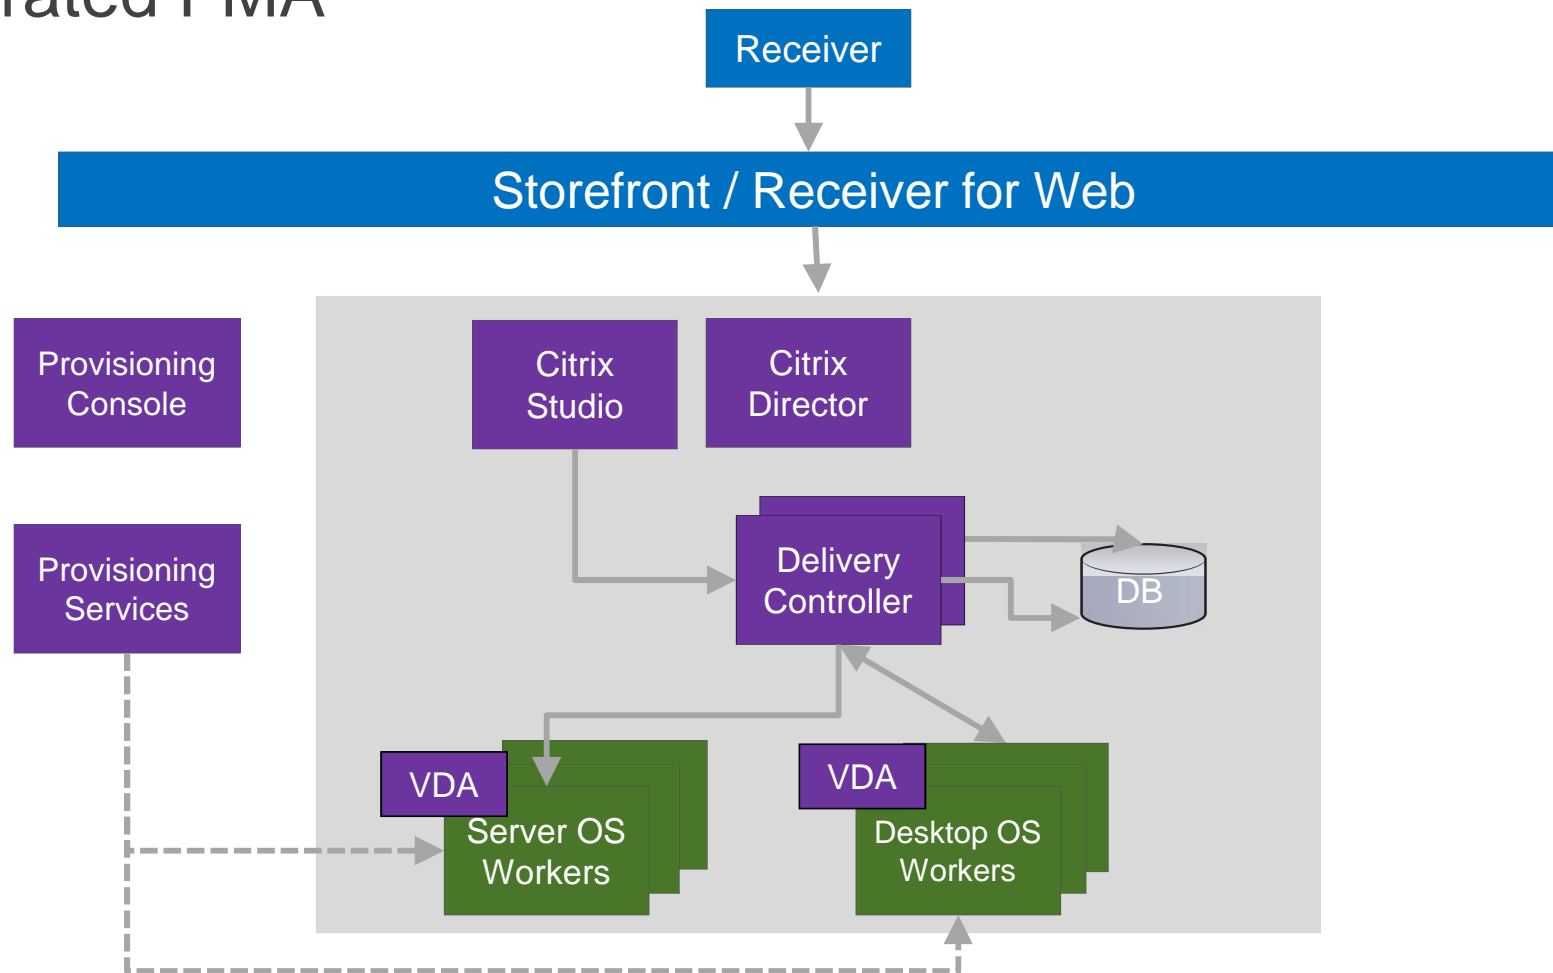 Receiver
Storefront / Receiver for Web
Provisioning
Console
Citrix
Studio
Citrix
Director
Provisioning
Services
Delivery
Controller
DB
VDA
Server OS
Workers
VDA
Desktop OS
Workers